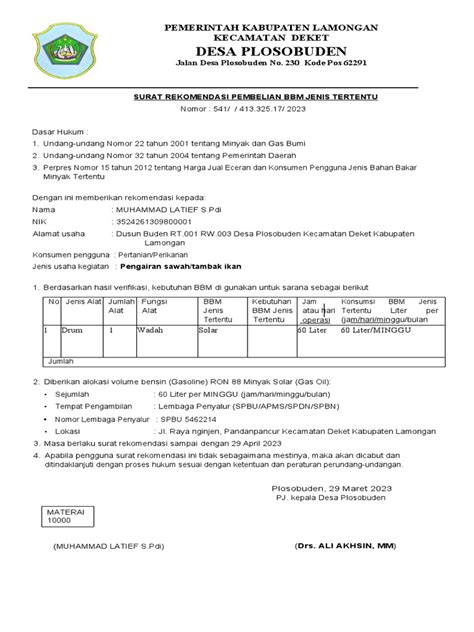 PEMERINTAH KABUPATEN LAMONGAN
KECAMATAN DEKET
DESA PLOSOBUDEN
Jalan Desa Plosobuden No. 230 Kode Pos 62291
SURAT REKOMENDASI PEMBELIAN BBM JENIS TERTENTU
Nomor : 541/ / 413.325.17/ 2023
Dasar Hukum :
1. Undang-undang Nomor 22 tahun 2001 tentang Minyak dan Gas Bumi
2. Undang-undang Nomor 32 tahun 2004 tentang Pemerintah Daerah
3. Perpres Nomor 15 tahun 2012 tentang Harga Jual Eceran dan Konsumen Pengguna Jenis Bahan Bakar
Minyak Tertentu
Dengan ini memberikan rekomendasi kepada:
Nama : MUHAMMAD LATIEF S.Pdi
NIK : 3524261309800001
Alamat usaha : Dusun Buden RT.001 RW.003 Desa Plosobuden Kecamatan Deket Kabupaten
Lamongan
Konsumen pengguna : Pertanian/Perikanan
Jenis usaha kegiatan : Pengairan sawah/tambak ikan
1. Berdasarkan hasil verifikasi, kebutuhan BBM di gunakan untuk sarana sebagai berikut
No Jenis Alat Jumlah Fungsi BBM Kebutuhan Jam Konsumsi BBM Jenis
Alat Alat Jenis BBM Jenis atau hari Tertentu Liter per
Tertentu Tertentu operasi (jam/hari/minggu/bulan
1 Drum 1 Wadah Solar 60 Liter 60 Liter/MINGGU
Jumlah
2. Diberikan alokasi volume bensin (Gasoline) RON 88 Minyak Solar (Gas Oil):
• Sejumlah : 60 Liter per MINGGU (jam/hari/minggu/bulan)
• Tempat Pengambilan : Lembaga Penyalur (SPBU/APMS/SPDN/SPBN)
• Nomor Lembaga Penyalur : SPBU 5462214
• Lokasi : Jl. Raya nginjen, Pandanpancur Kecamatan Deket Kabupaten Lamongan
3. Masa berlaku surat rekomendasi sampai dengan 29 April 2023
4. Apabila pengguna surat rekomendasi ini tidak sebagaimana mestinya, maka akan dicabut dan
ditindaklanjuti dengan proses hukum sesuai dengan ketentuan dan peraturan perundang-undangan.
Plosobuden, 29 Maret 2023
PJ. kepala Desa Plosobuden
MATERAI
10000
(MUHAMMAD LATIEF S.Pdi) (Drs. ALI AKHSIN, MM)